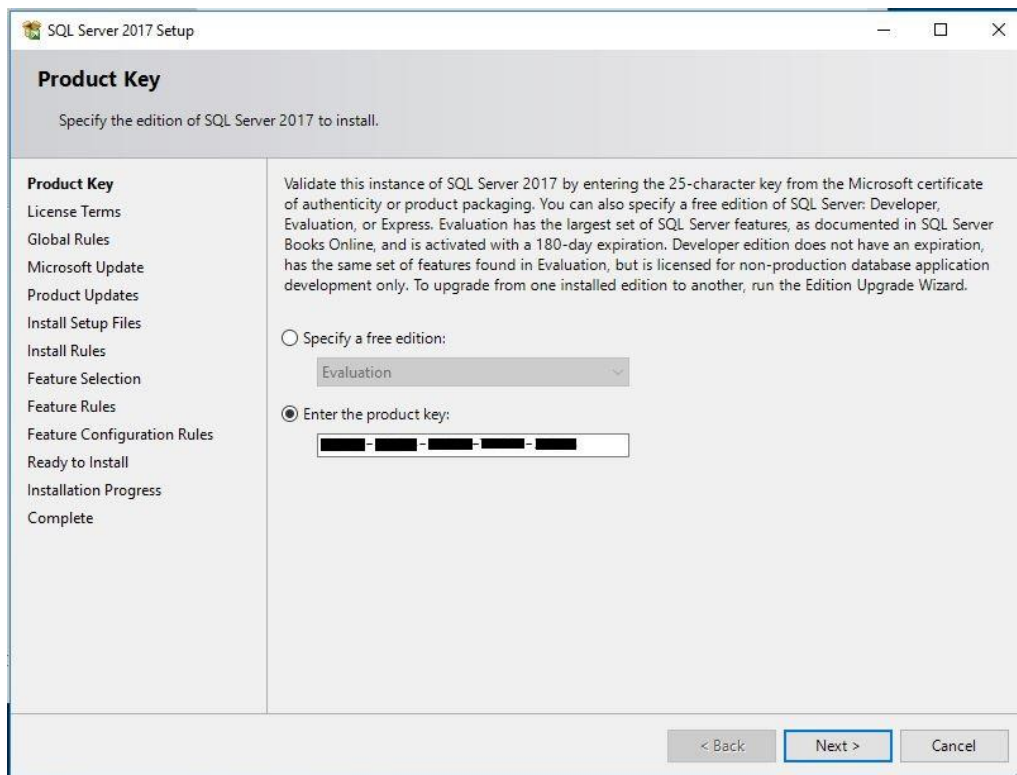 SQL Server 2017 Setup
Product Key
Specify the edition of SQL Server 2017 to install.
Product Key
License Terms
Global Rules
Microsoft Update
Product Updates
Install Setup Files
Install Rules
Feature Selection
Feature Rules
Feature Configuration Rules
Ready to Install
Installation Progress
Complete
Validate this instance of SQL Server 2017 by entering the 25-character key from the Microsoft certificate
of authenticity or product packaging. You can also specify a free edition of SQL Server: Developer,
Evaluation, or Express. Evaluation has the largest set of SQL Server features, as documented in SQL Server
Books Online, and is activated with a 180-day expiration. Developer edition does not have an expiration,
has the same set of features found in Evaluation, but is licensed for non-production database application
development only. To upgrade from one installed edition to another, run the Edition Upgrade Wizard.
Specify a free edition:
Evaluation
Enter the product key:
< Back
Next >
Cancel